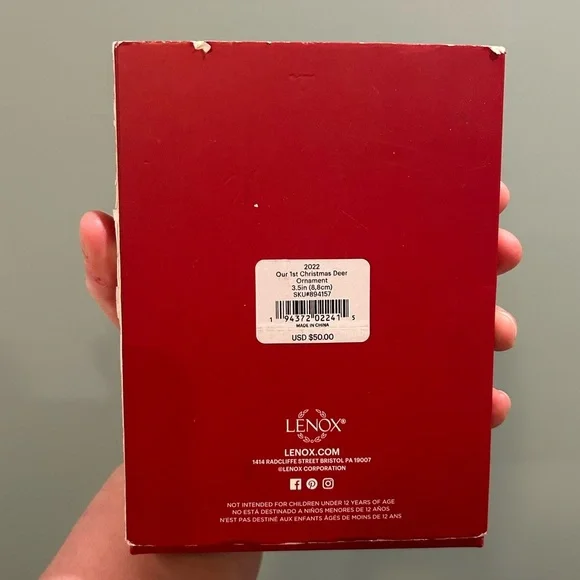 2022
Our 1st Christmas Deer
Ornament
3.5in (8,8cm)
SKU#894157
1 94372 02241 5
MADE IN CHINA
USD $50.00
LENOX®
LENOX.COM
1414 RADCLIFFE STREET BRISTOL PA 19007
©LENOX CORPORATION
NOT INTENDED FOR CHILDREN UNDER 12 YEARS OF AGE
NO ESTÁ DESTINADO A NIÑOS MENORES DE 12 AÑOS
N'EST PAS DESTINÉ AUX ENFANTS ÂGÉS DE MOINS DE 12 ANS